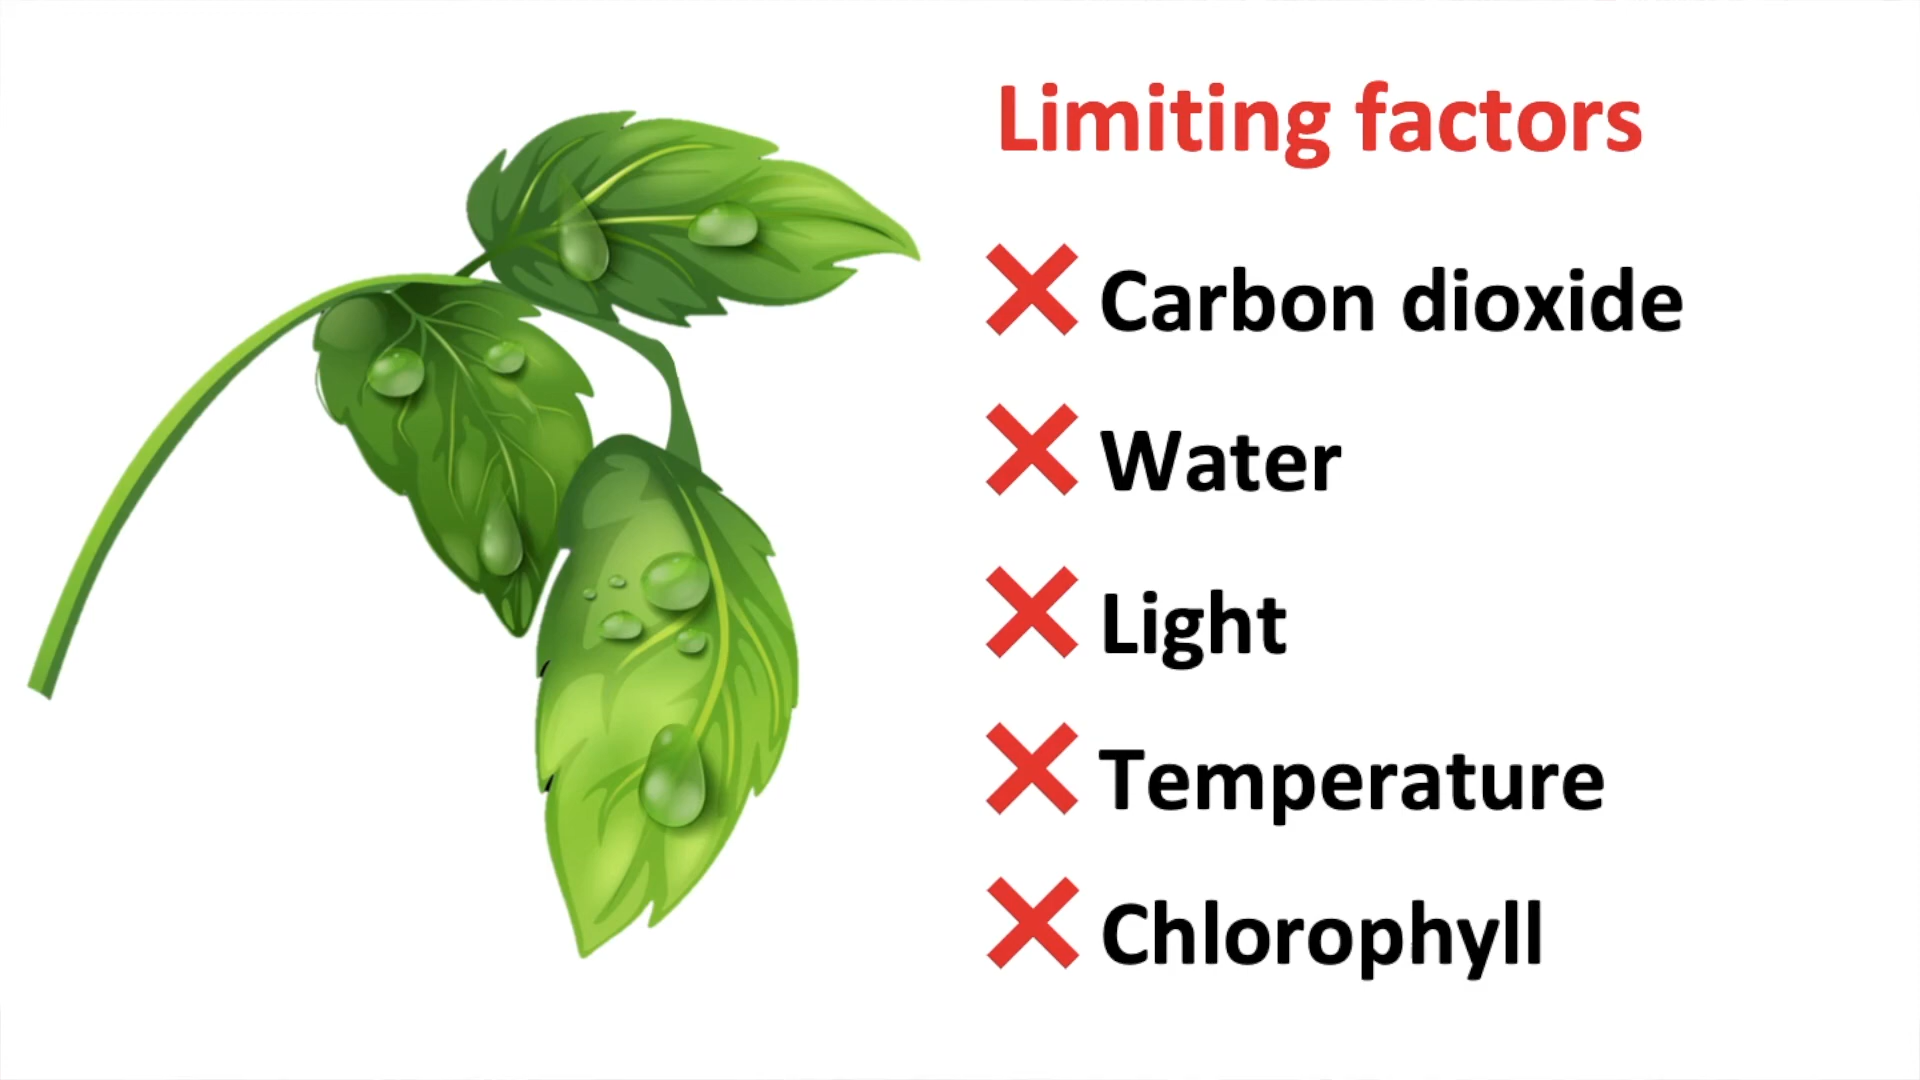 Limiting factors
Carbon dioxide
Water
Light
Temperature
Chlorophyll